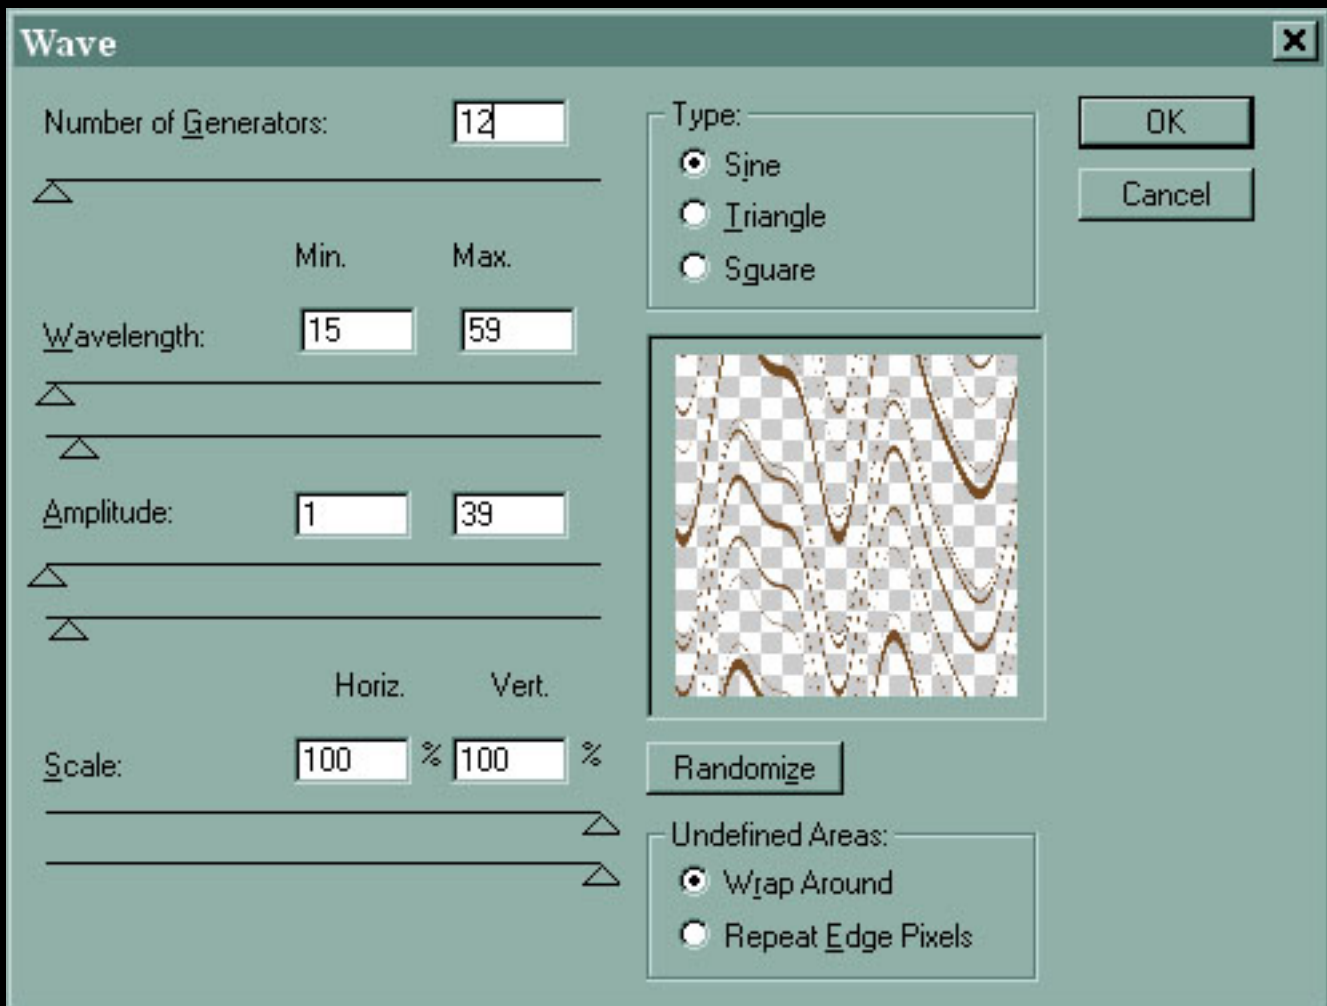 Wave
Number of Generators: 12
Min. Max.
Wavelength: 15 59
Amplitude: 1 39
Horiz. Vert.
Scale: 100 % 100 %
Type:
Sine
Triangle
Square
Randomize
Undefined Areas:
Wrap Around
Repeat Edge Pixels
OK
Cancel